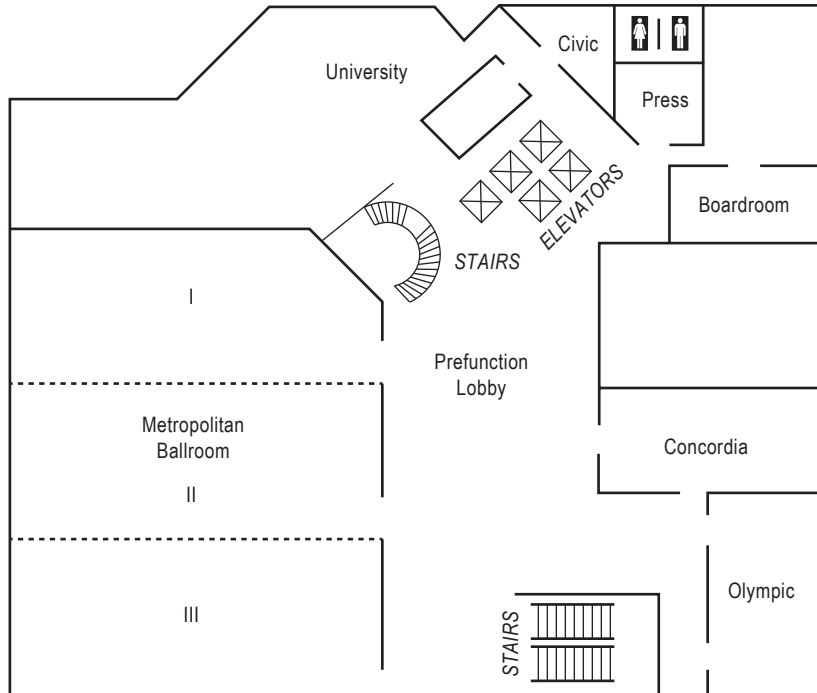 Civic
University
Press
Boardroom
ELEVATORS
STAIRS
I
Prefunction
Lobby
Metropolitan
Ballroom
Concordia
II
Olympic
III
STAIRS